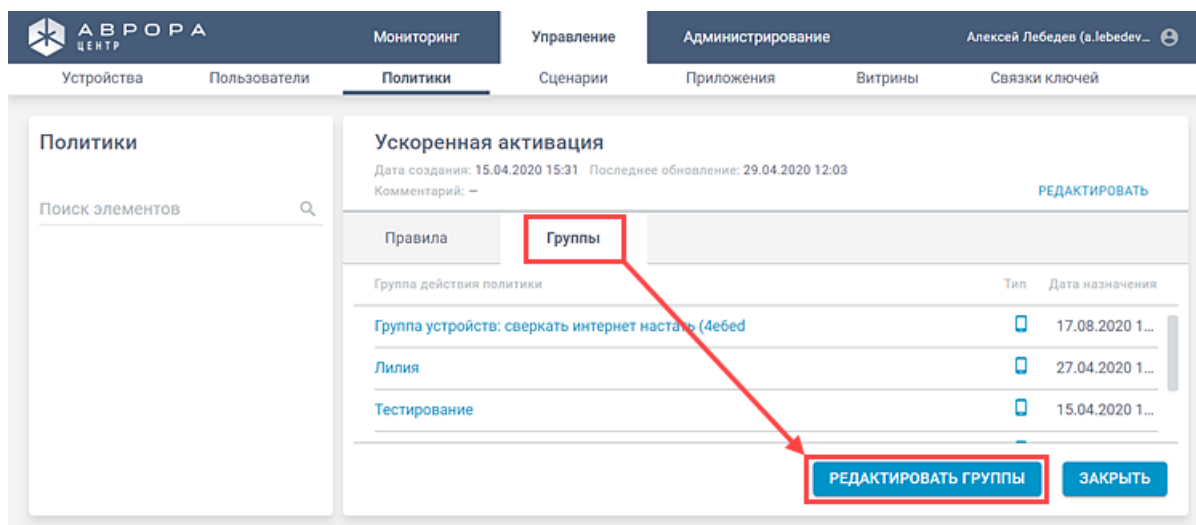 АВРОРА
ЦЕНТР
Мониторинг Управление Администрирование Алексей Лебедев (a.lebedev...
Устройства Пользователи Политики Сценарии Приложения Витрины Связки ключей
Политики
Поиск элементов
Ускоренная активация
Дата создания: 15.04.2020 15:31 Последнее обновление: 29.04.2020 12:03
Комментарий: —
РЕДАКТИРОВАТЬ
Правила Группы
Группа действия политики Тип Дата назначения
Группа устройств: сверкать интернет настать (4e6ed 17.08.2020 1...
Лилия 27.04.2020 1...
Тестирование 15.04.2020 1...
РЕДАКТИРОВАТЬ ГРУППЫ ЗАКРЫТЬ